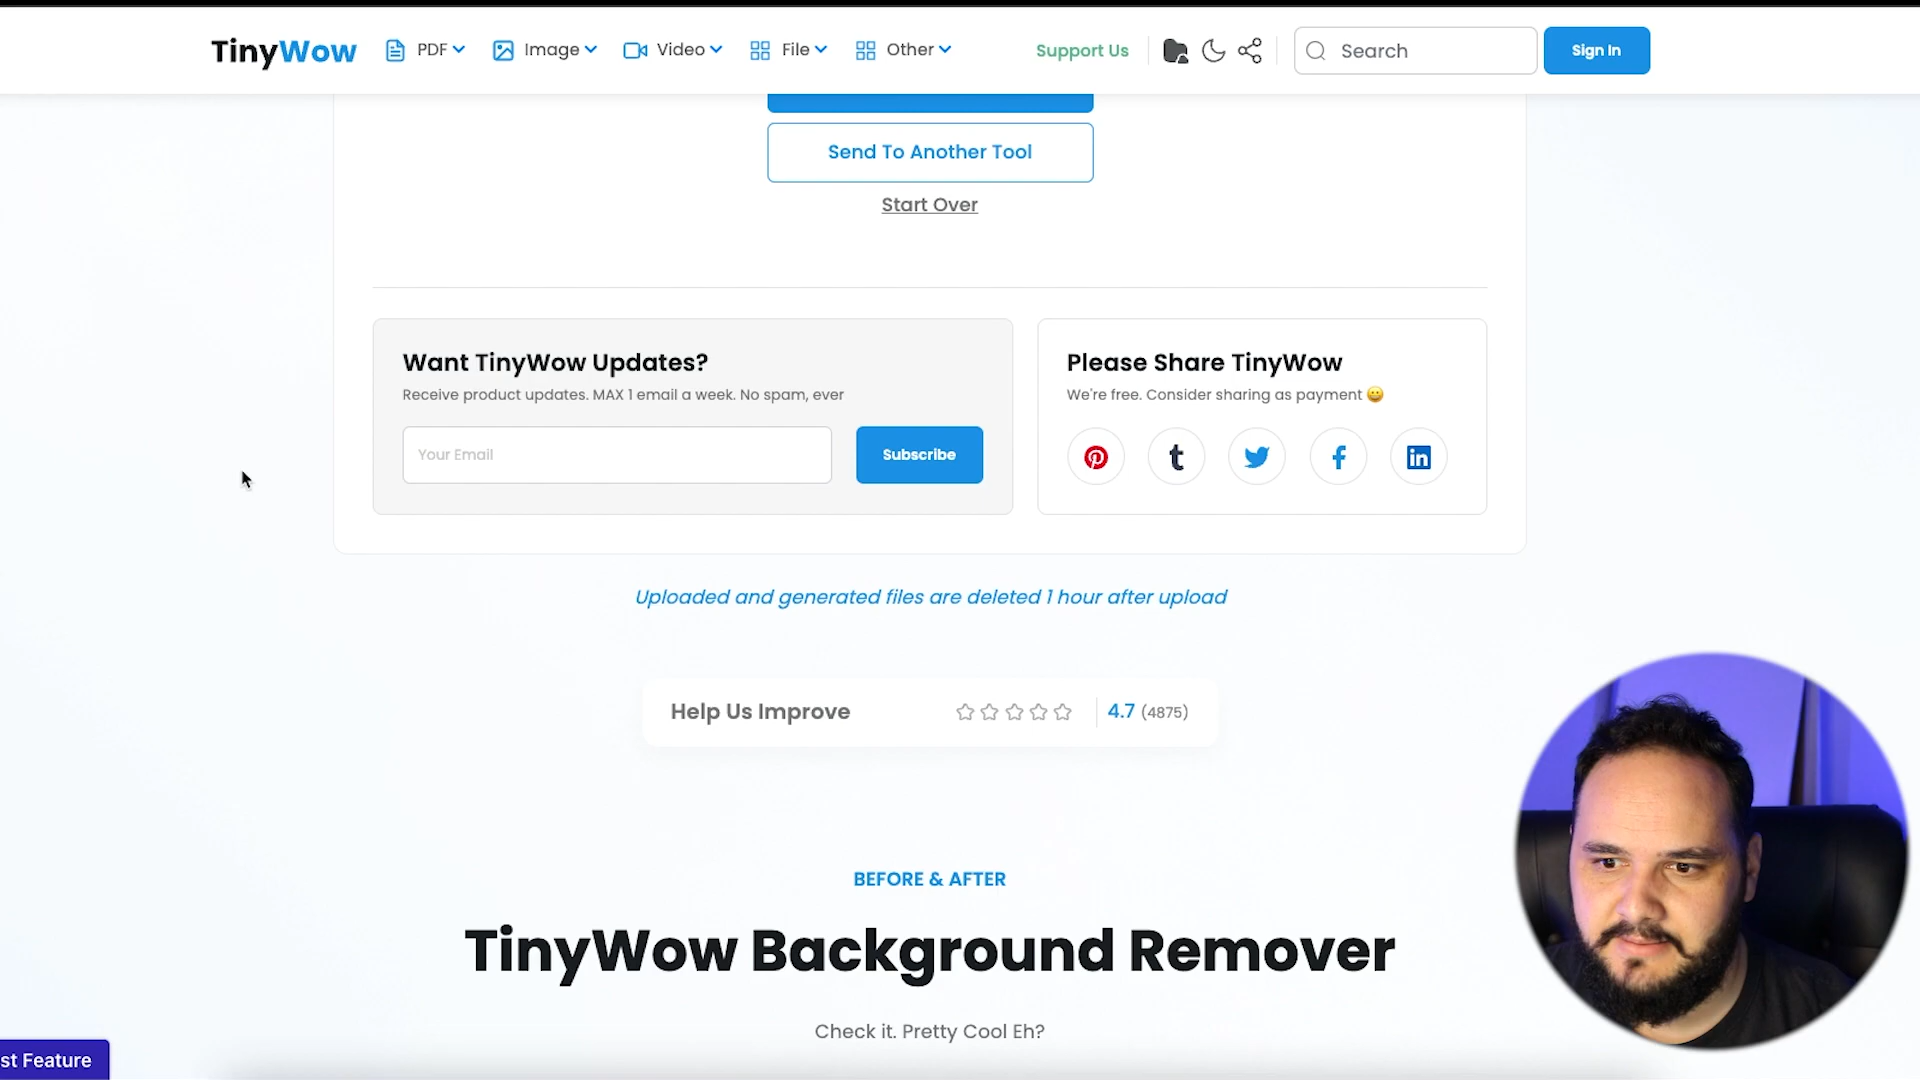 TinyWow PDF Image Video File Other Support Us Search Sign In
Send To Another Tool
Start Over
Want TinyWow Updates?
Receive product updates. MAX 1 email a week. No spam, ever
Your Email Subscribe
Please Share TinyWow
We're free. Consider sharing as payment 😀
Uploaded and generated files are deleted 1 hour after upload
Help Us Improve 4.7 (4875)
BEFORE & AFTER
TinyWow Background Remover
Check it. Pretty Cool Eh?
st Feature